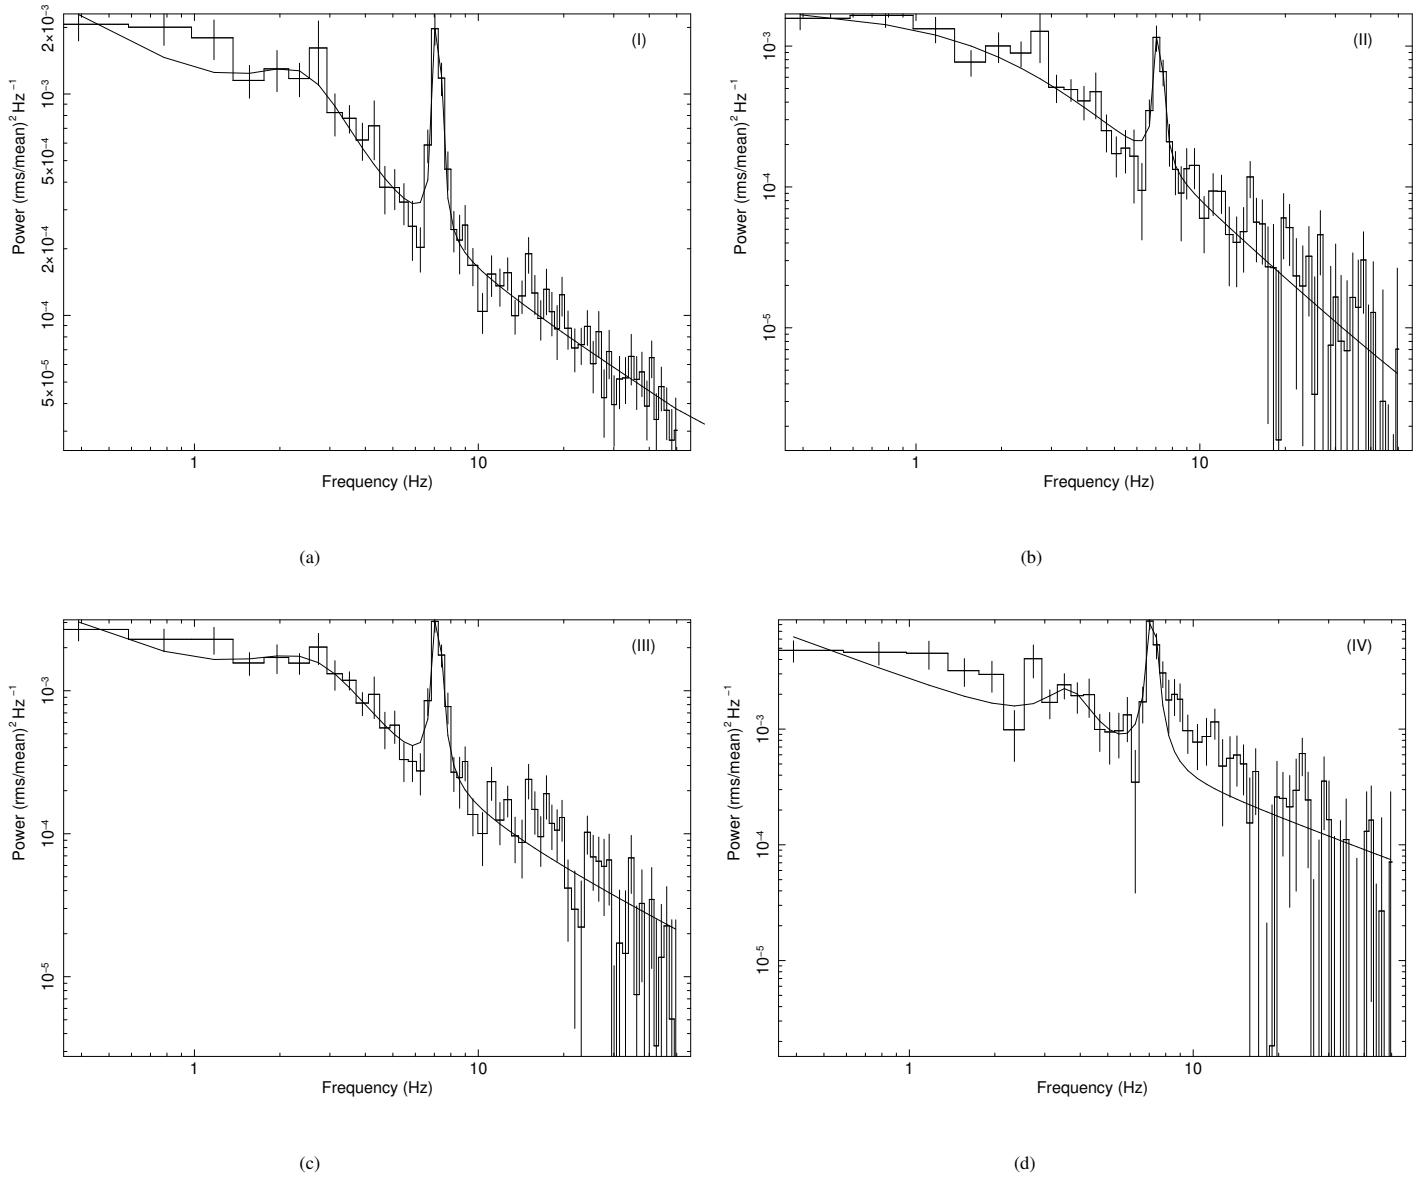 (I)
Power (rms/mean)² Hz⁻¹
2×10⁻³
10⁻³
5×10⁻⁴
2×10⁻⁴
10⁻⁴
5×10⁻⁵
1
10
Frequency (Hz)
(a)
(II)
Power (rms/mean)² Hz⁻¹
10⁻³
10⁻⁴
10⁻⁵
1
10
Frequency (Hz)
(b)
(III)
Power (rms/mean)² Hz⁻¹
10⁻³
10⁻⁴
10⁻⁵
1
10
Frequency (Hz)
(c)
(IV)
Power (rms/mean)² Hz⁻¹
10⁻³
10⁻⁴
10⁻⁵
1
10
Frequency (Hz)
(d)